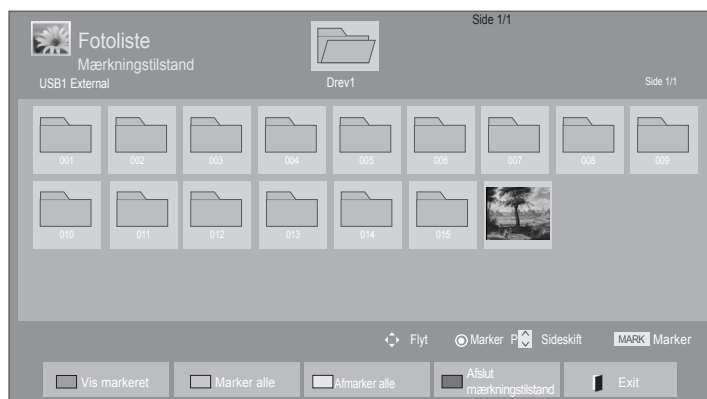 Side 1/1
Fotoliste
Mærkningstilstand
USB1 External
Drev1
Side 1/1
001 002 003 004 005 006 007 008 009
010 011 012 013 014 015
Flyt Marker P Sideskift MARK Marker
Vis markeret Marker alle Afmarker alle Afslut mærkningstilstand Exit